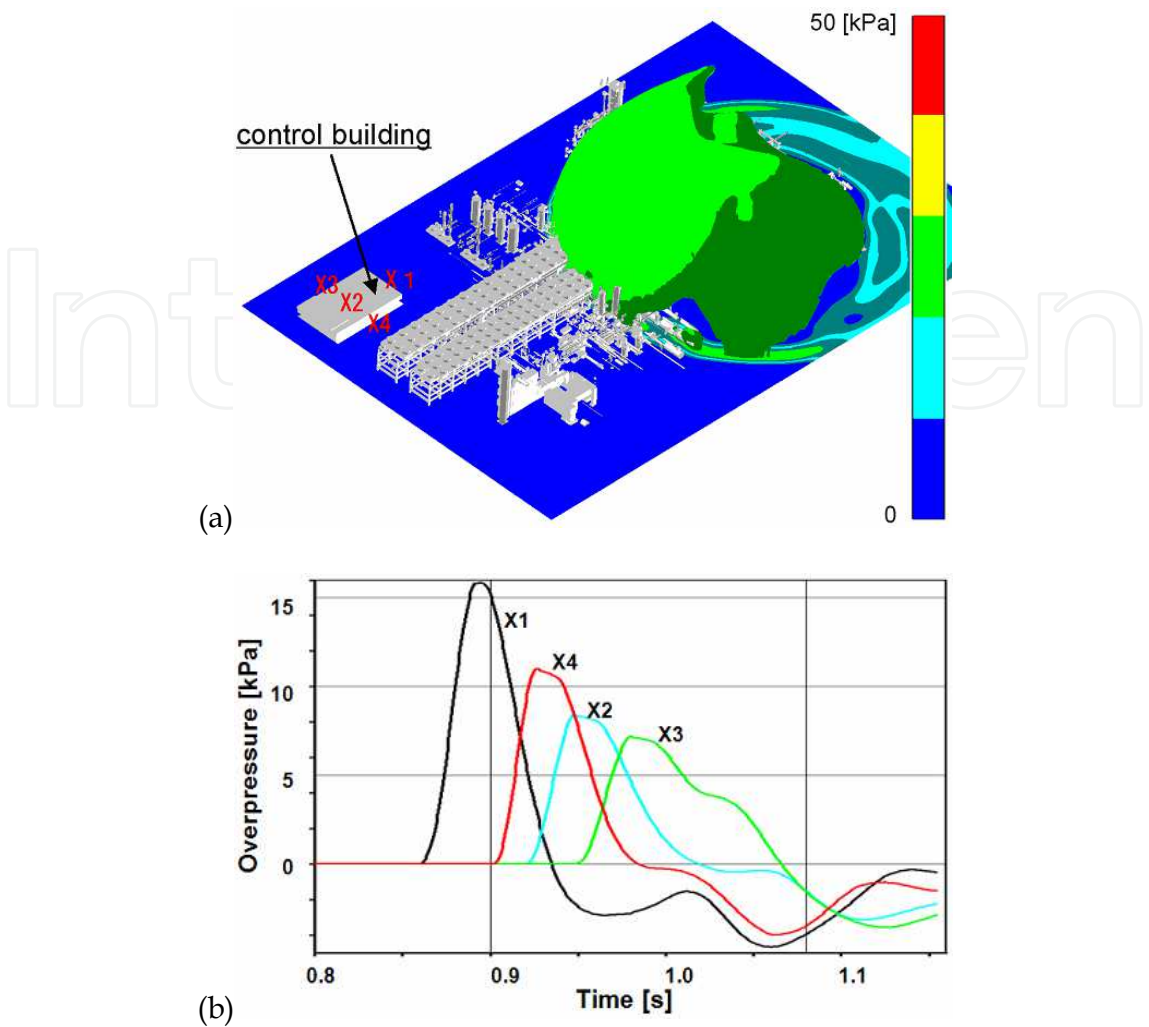 50 [kPa]
control building
X3
X 1
X2
X4
Inten
0
(a)
15
X1
X4
10
X2
X3
5
0
Overpressure [kPa]
0.8
0.9
1.0
1.1
Time [s]
(b)